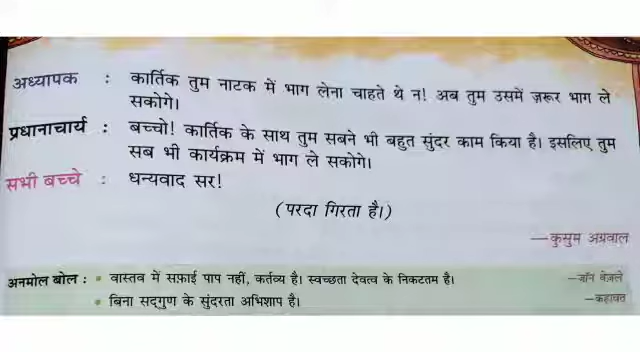 अध्यापक : कार्तिक तुम नाटक में भाग लेना चाहते थे न! अब तुम उसमें ज़रूर भाग ले
सकोगे।
प्रधानाचार्य : बच्चो! कार्तिक के साथ तुम सबने भी बहुत सुंदर काम किया है। इसलिए तुम
सब भी कार्यक्रम में भाग ले सकोगे।
सभी बच्चे : धन्यवाद सर!
(परदा गिरता है।)
—कुसुम अग्रवाल
अनमोल बोल : • वास्तव में सफ़ाई पाप नहीं, कर्तव्य है। स्वच्छता देवत्व के निकटतम है। —जॉन वेज़ले
• बिना सद्गुण के सुंदरता अभिशाप है। —कहावत